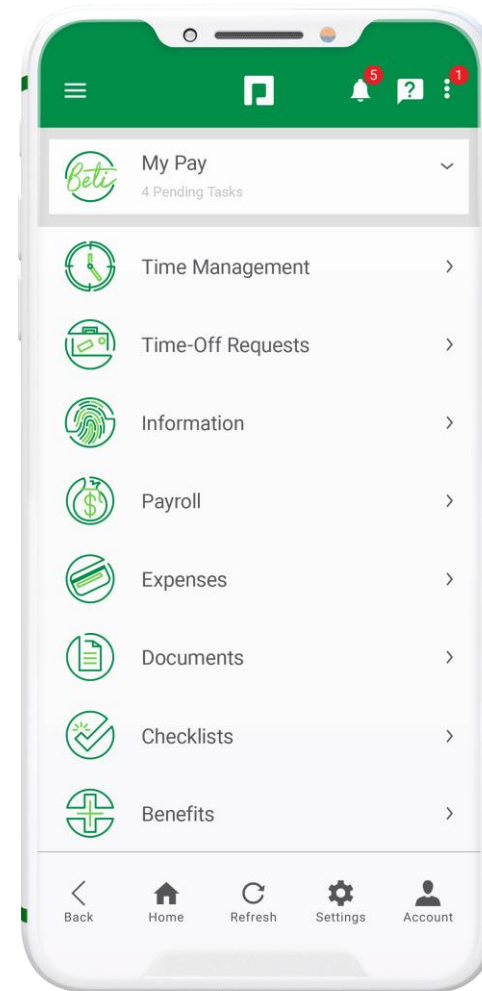 5
?
1
Beti
My Pay
4 Pending Tasks
Time Management
Time-Off Requests
Information
$
Payroll
Expenses
Documents
Checklists
Benefits
Back Home Refresh Settings Account